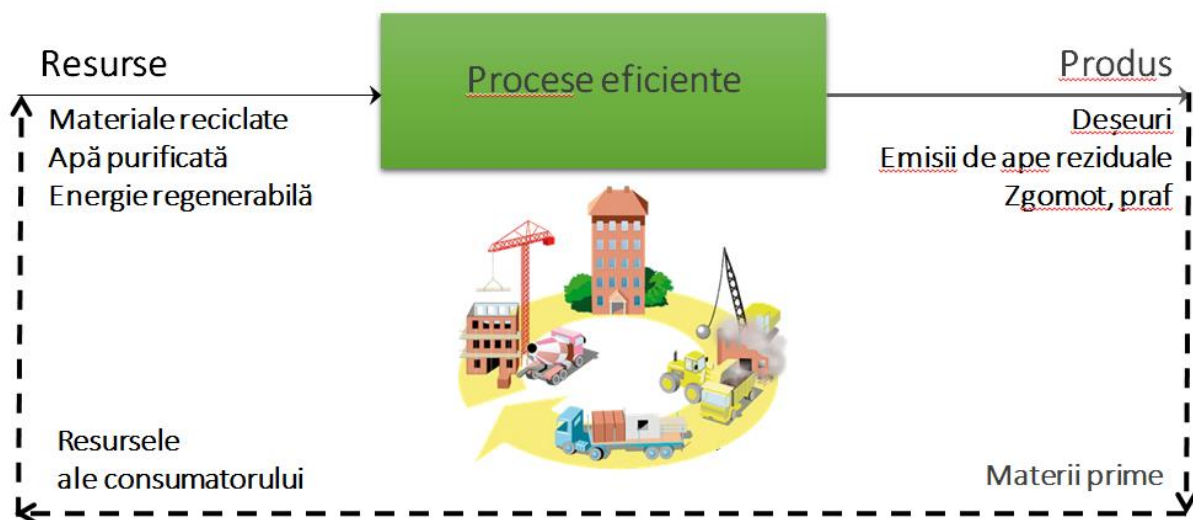 Resurse
Procese eficiente
Produs
Materiale reciclate
Apă purificată
Energie regenerabilă
Deșeuri
Emisii de ape reziduale
Zgomot, praf
Resursele
ale consumatorului
Materii prime